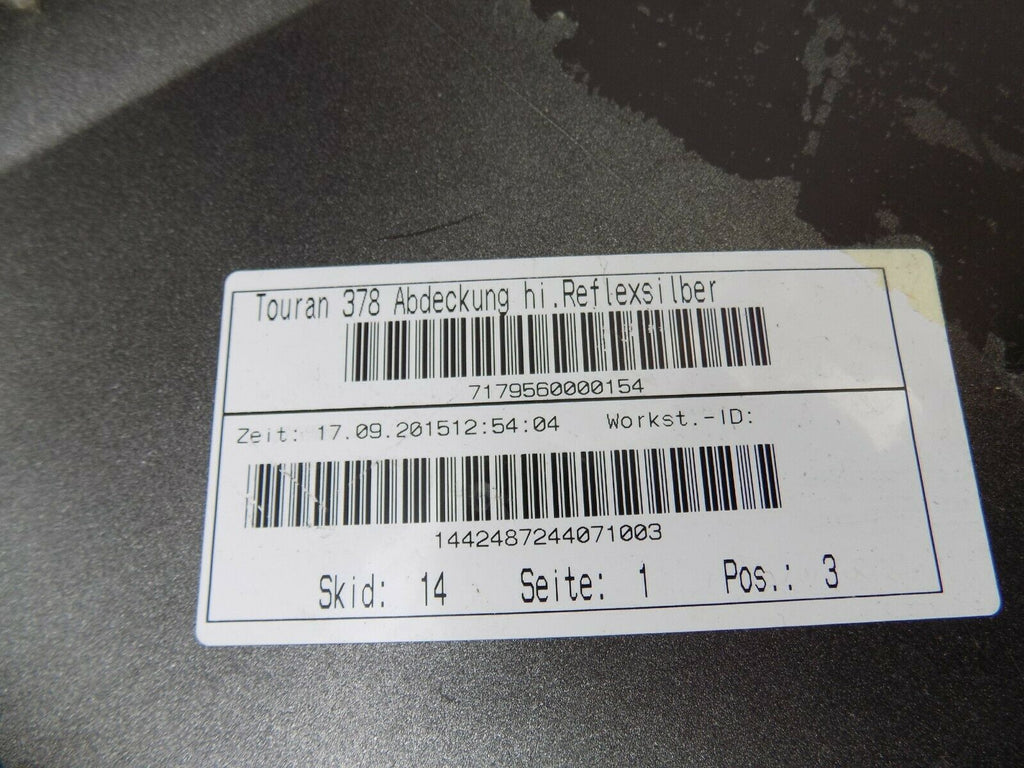 Touran 378 Abdeckung hi.Reflexsilber
7179560000154
Zeit: 17.09.201512:54:04 Workst.-ID:
1442487244071003
Skid: 14 Seite: 1 Pos.: 3